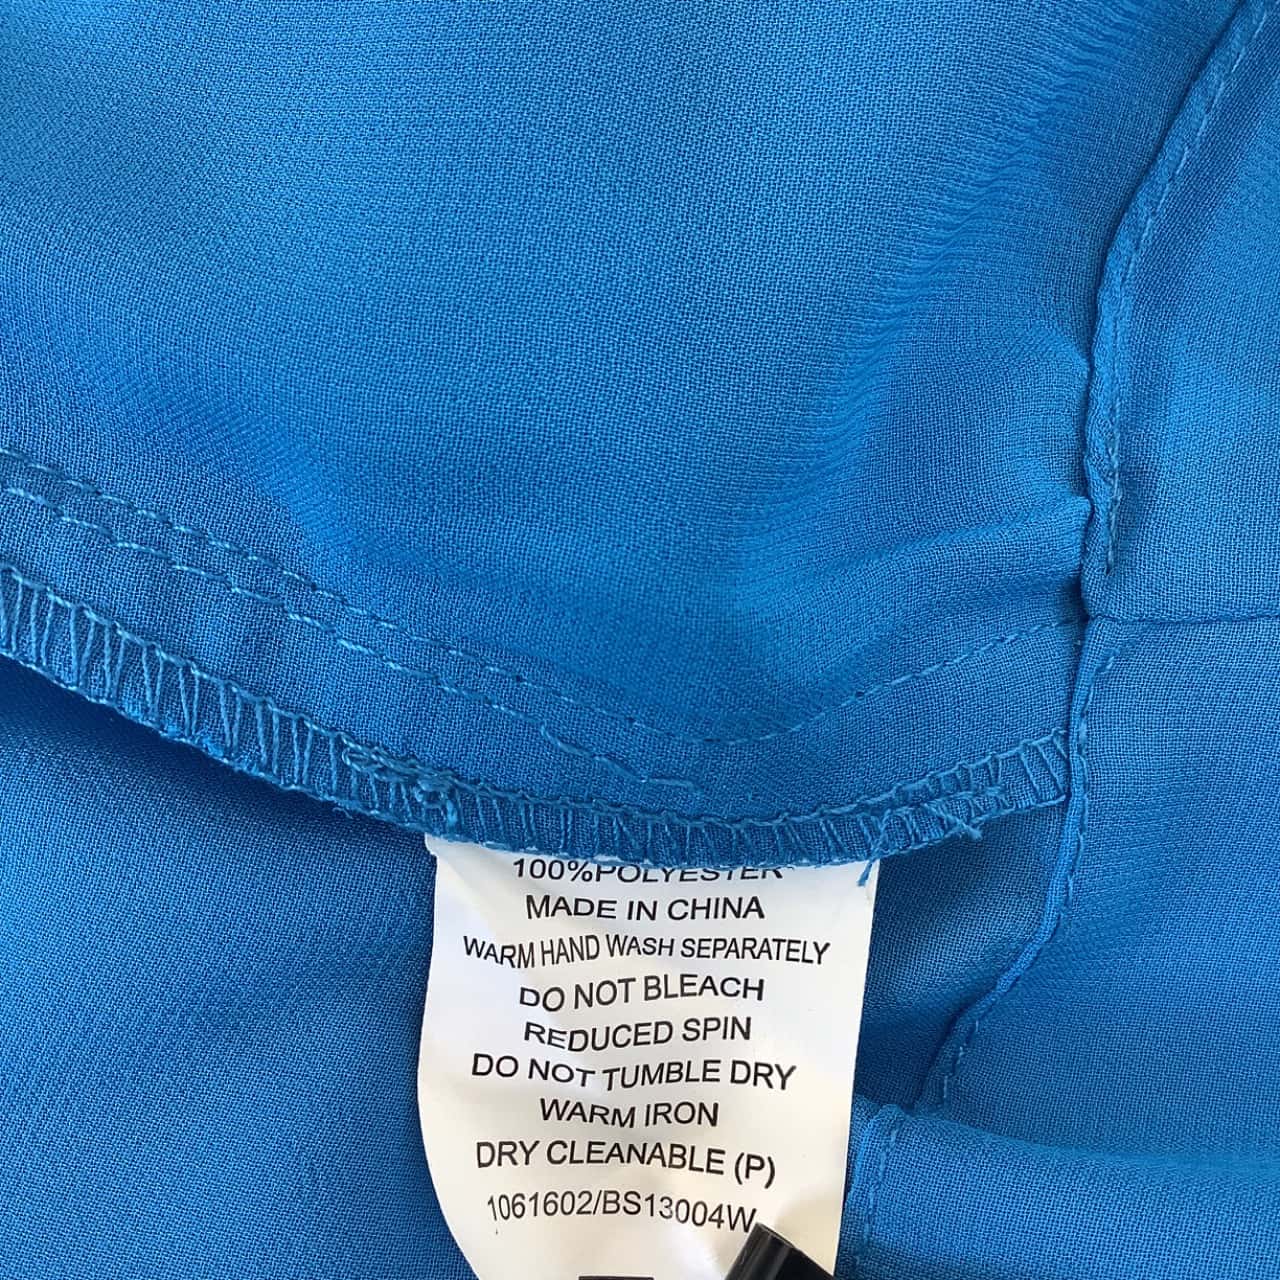 100%POLYESTER
MADE IN CHINA
WARM HAND WASH SEPARATELY
DO NOT BLEACH
REDUCED SPIN
DO NOT TUMBLE DRY
WARM IRON
DRY CLEANABLE (P)
1061602/BS13004W